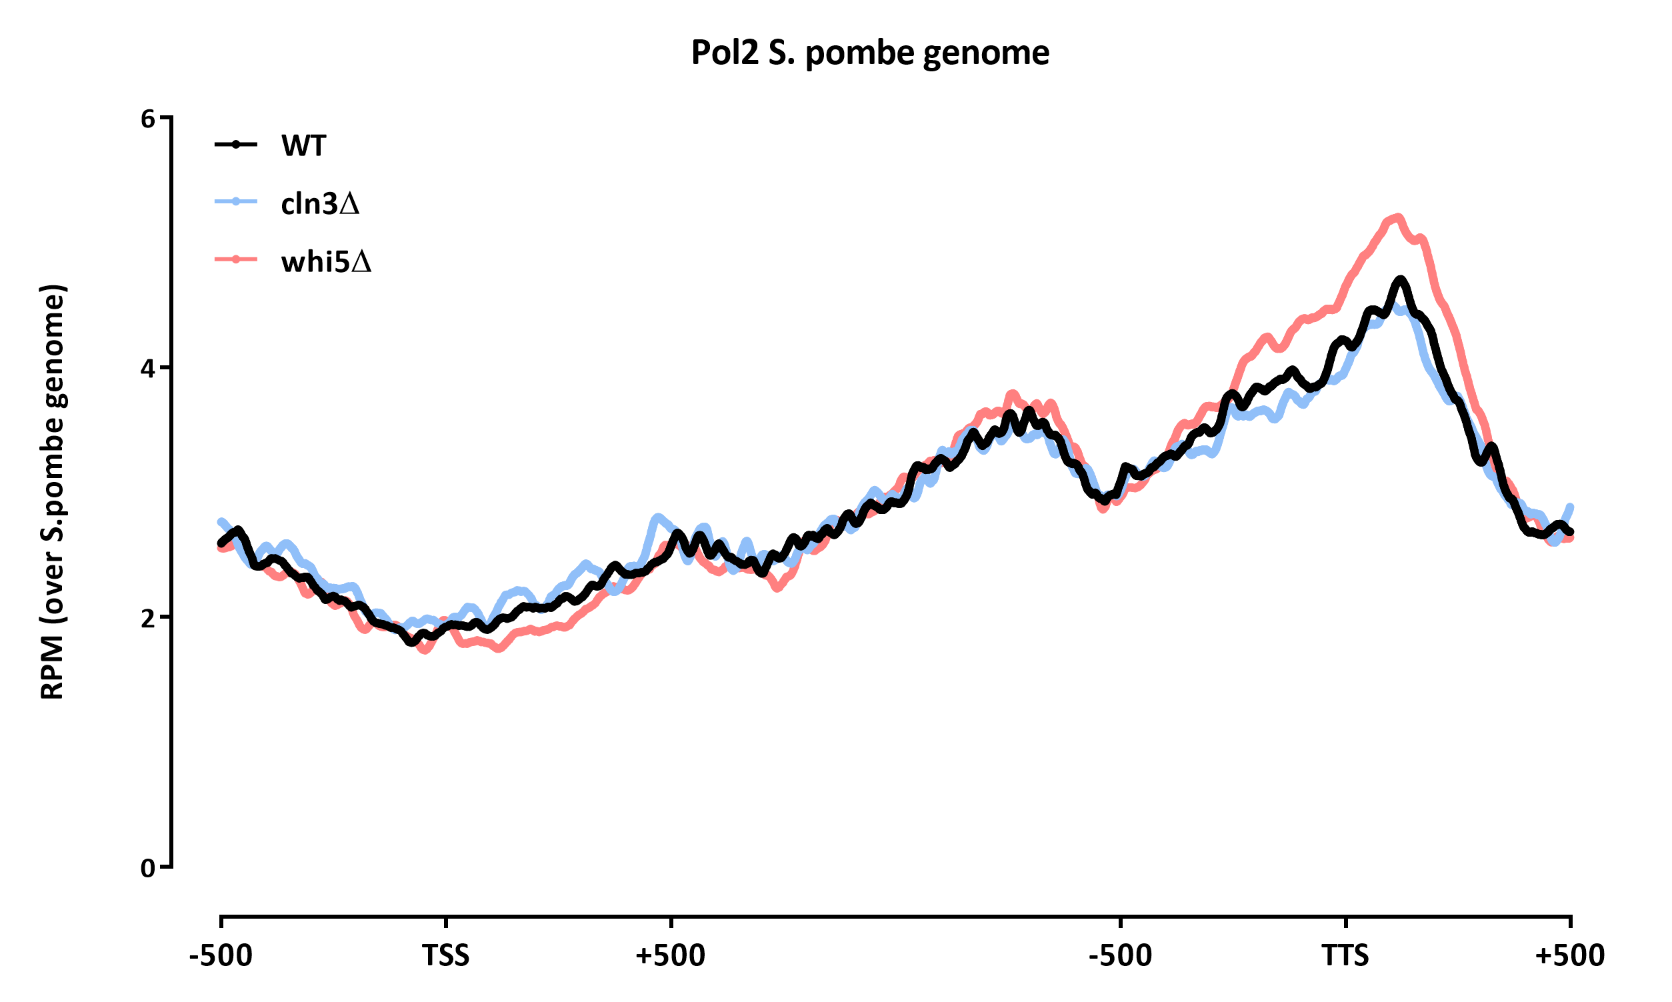 Pol2 S. pombe genome
6
WT
cln3Δ
whi5Δ
4
RPM (over S.pombe genome)
2
0
-500 TSS +500 -500 TTS +500